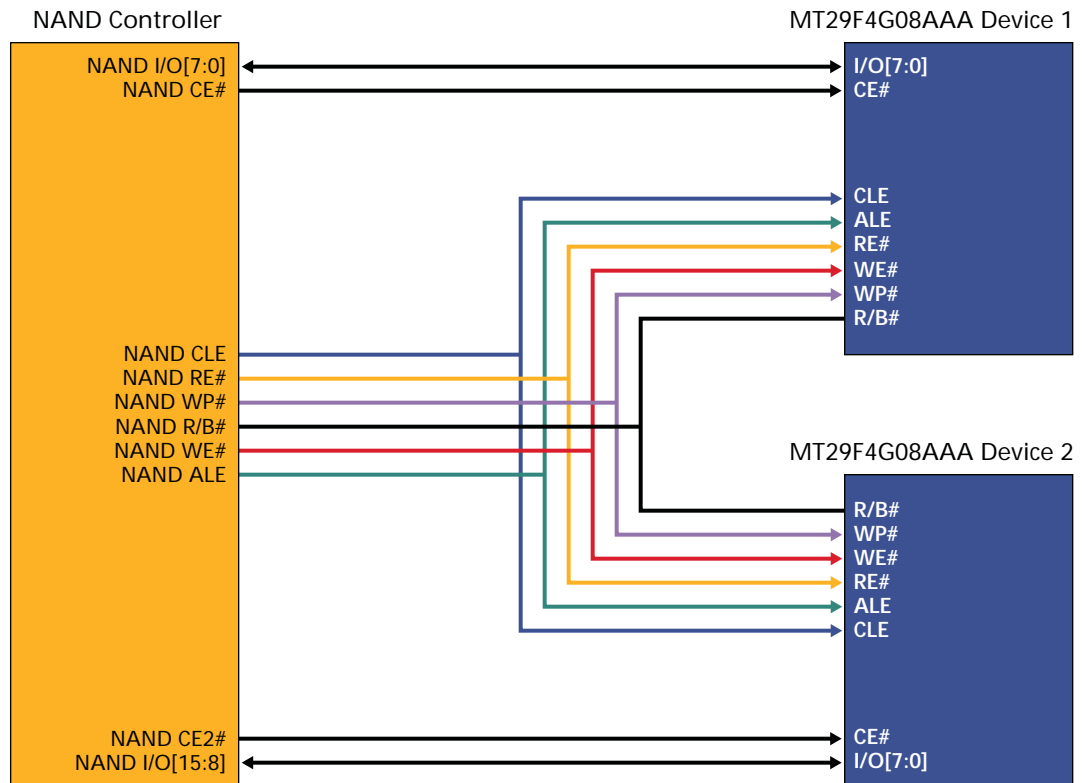 NAND Controller
NAND I/O[7:0]
NAND CE#
NAND CLE
NAND RE#
NAND WP#
NAND R/B#
NAND WE#
NAND ALE
NAND CE2#
NAND I/O[15:8]
MT29F4G08AAA Device 1
I/O[7:0]
CE#
CLE
ALE
RE#
WE#
WP#
R/B#
MT29F4G08AAA Device 2
R/B#
WP#
WE#
RE#
ALE
CLE
CE#
I/O[7:0]